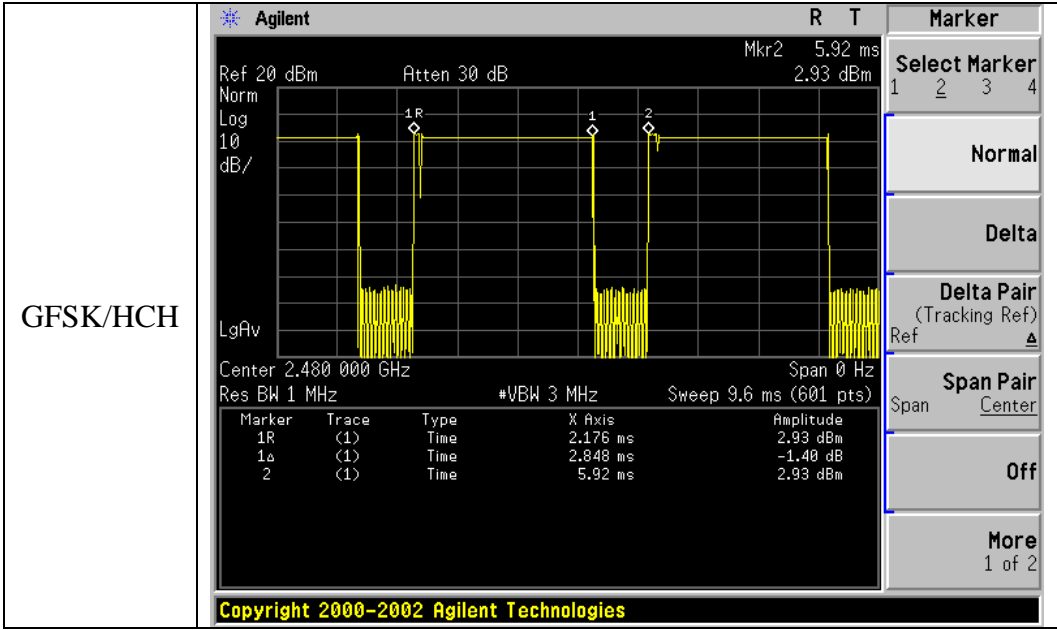 GFSK/HCH
Agilent R T
Mkr2 5.92 ms
Ref 20 dBm Atten 30 dB 2.93 dBm
Norm
Log
10
dB/
1R 1 2
LgAv
Center 2.480 000 GHz Span 0 Hz
Res BW 1 MHz #VBW 3 MHz Sweep 9.6 ms (601 pts)
Marker Trace Type X Axis Amplitude
1R (1) Time 2.176 ms 2.93 dBm
1Δ (1) Time 2.848 ms -1.40 dB
2 (1) Time 5.92 ms 2.93 dBm
Copyright 2000-2002 Agilent Technologies
Marker
Select Marker
1 2 3 4
Normal
Delta
Delta Pair
(Tracking Ref)
Ref Δ
Span Pair
Span Center
Off
More
1 of 2